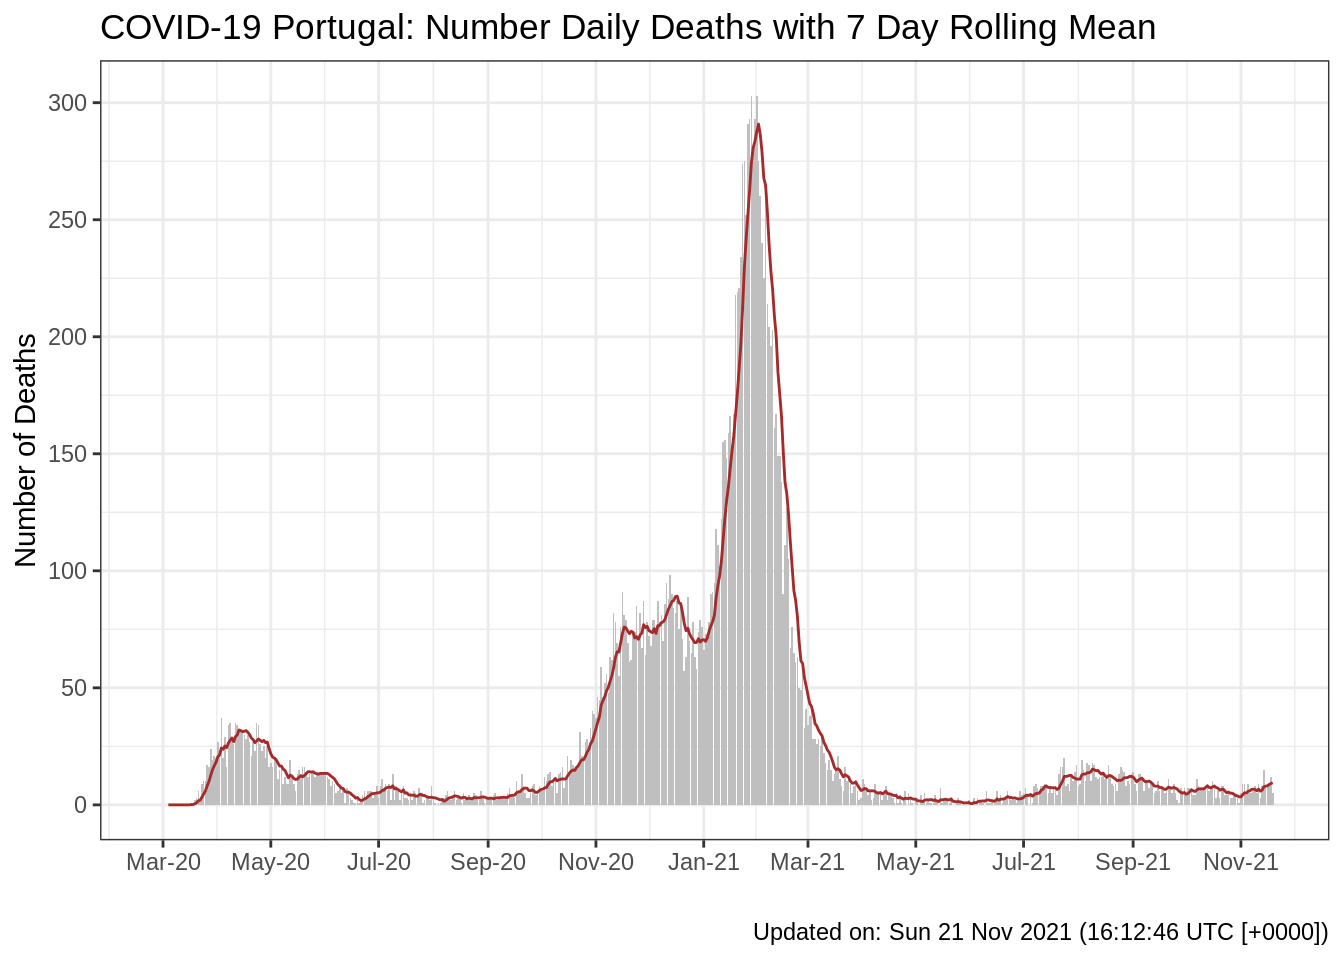 COVID-19 Portugal: Number Daily Deaths with 7 Day Rolling Mean
Number of Deaths
300
250
200
150
100
50
0
Mar-20 May-20 Jul-20 Sep-20 Nov-20 Jan-21 Mar-21 May-21 Jul-21 Sep-21 Nov-21
Updated on: Sun 21 Nov 2021 (16:12:46 UTC [+0000])